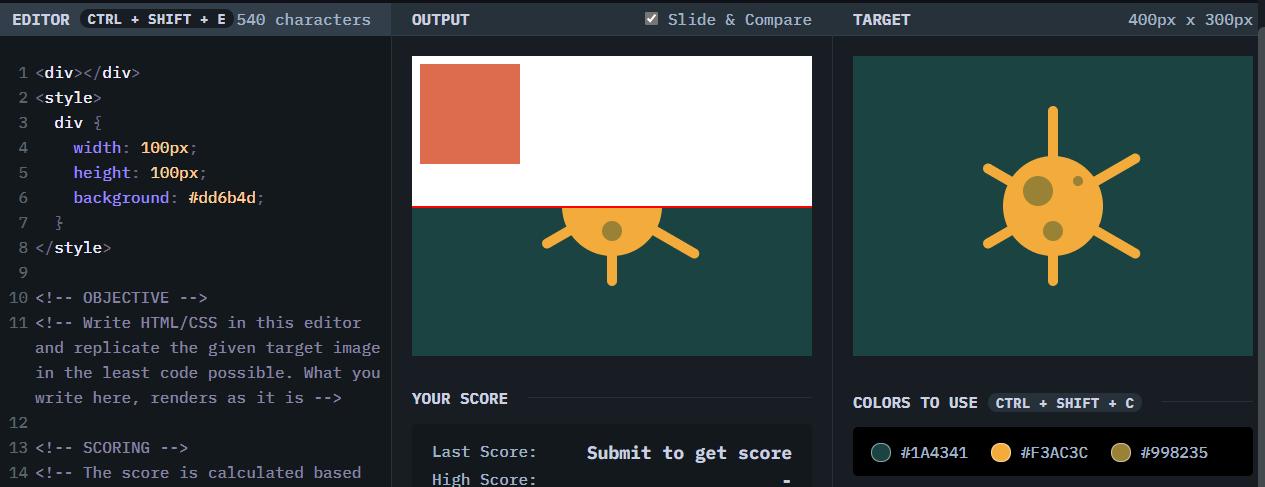 EDITOR CTRL + SHIFT + E 540 characters
1 <div></div>
2 <style>
3 div {
4 width: 100px;
5 height: 100px;
6 background: #dd6b4d;
7 }
8 </style>
9
10 <!-- OBJECTIVE -->
11 <!-- Write HTML/CSS in this editor
and replicate the given target image
in the least code possible. What you
write here, renders as it is -->
12
13 <!-- SCORING -->
14 <!-- The score is calculated based
OUTPUT Slide & Compare
YOUR SCORE
Last Score: Submit to get score
High Score: -
TARGET 400px x 300px
COLORS TO USE CTRL + SHIFT + C
#1A4341 #F3AC3C #998235